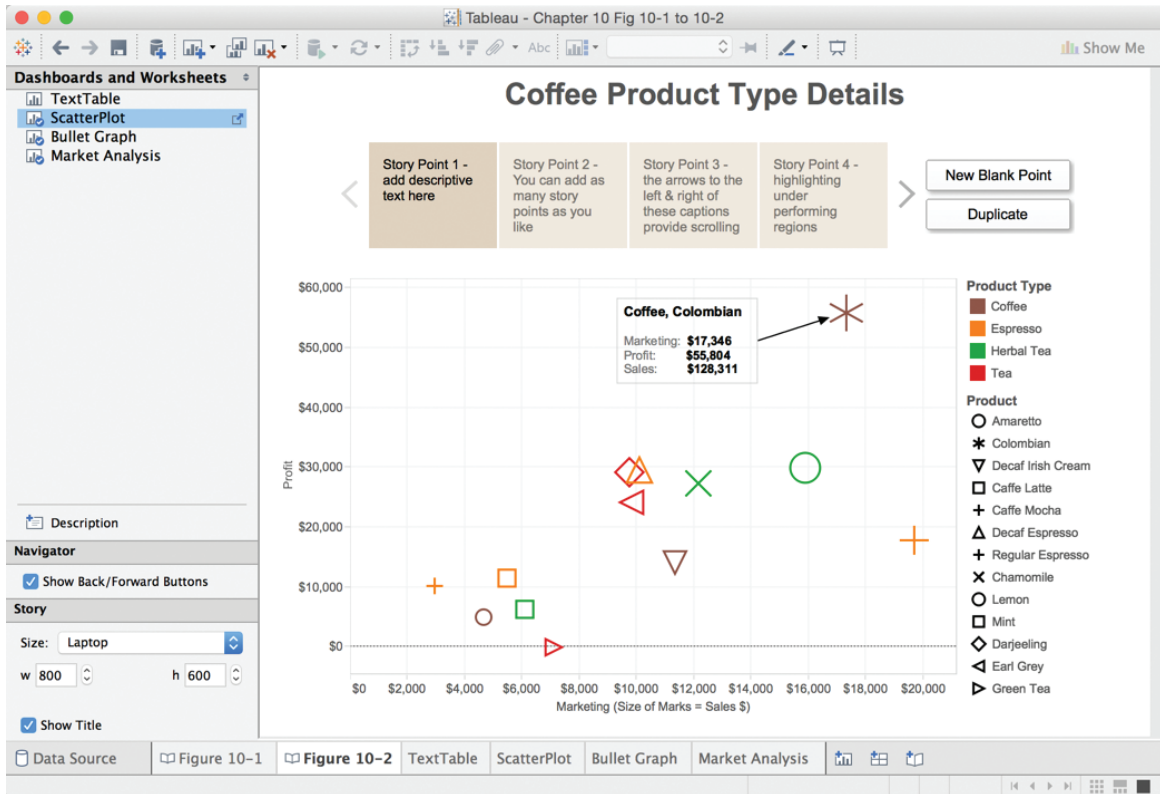 Tableau - Chapter 10 Fig 10-1 to 10-2
Abc
Show Me
Dashboards and Worksheets
TextTable
ScatterPlot
Bullet Graph
Market Analysis
Description
Navigator
Show Back/Forward Buttons
Story
Size: Laptop
w 800 h 600
Show Title
Coffee Product Type Details
Story Point 1 -
add descriptive
text here
Story Point 2 -
You can add as
many story
points as you
like
Story Point 3 -
the arrows to the
left & right of
these captions
provide scrolling
Story Point 4 -
highlighting
under
performing
regions
New Blank Point
Duplicate
$60,000
$50,000
$40,000
$30,000
$20,000
$10,000
$0
Profit
Coffee, Colombian
Marketing: $17,346
Profit: $55,804
Sales: $128,311
$0 $2,000 $4,000 $6,000 $8,000 $10,000 $12,000 $14,000 $16,000 $18,000 $20,000
Marketing (Size of Marks = Sales $)
Product Type
Coffee
Espresso
Herbal Tea
Tea
Product
Amaretto
Colombian
Decaf Irish Cream
Caffe Latte
Caffe Mocha
Decaf Espresso
Regular Espresso
Chamomile
Lemon
Mint
Darjeeling
Earl Grey
Green Tea
Data Source Figure 10-1 Figure 10-2 TextTable ScatterPlot Bullet Graph Market Analysis